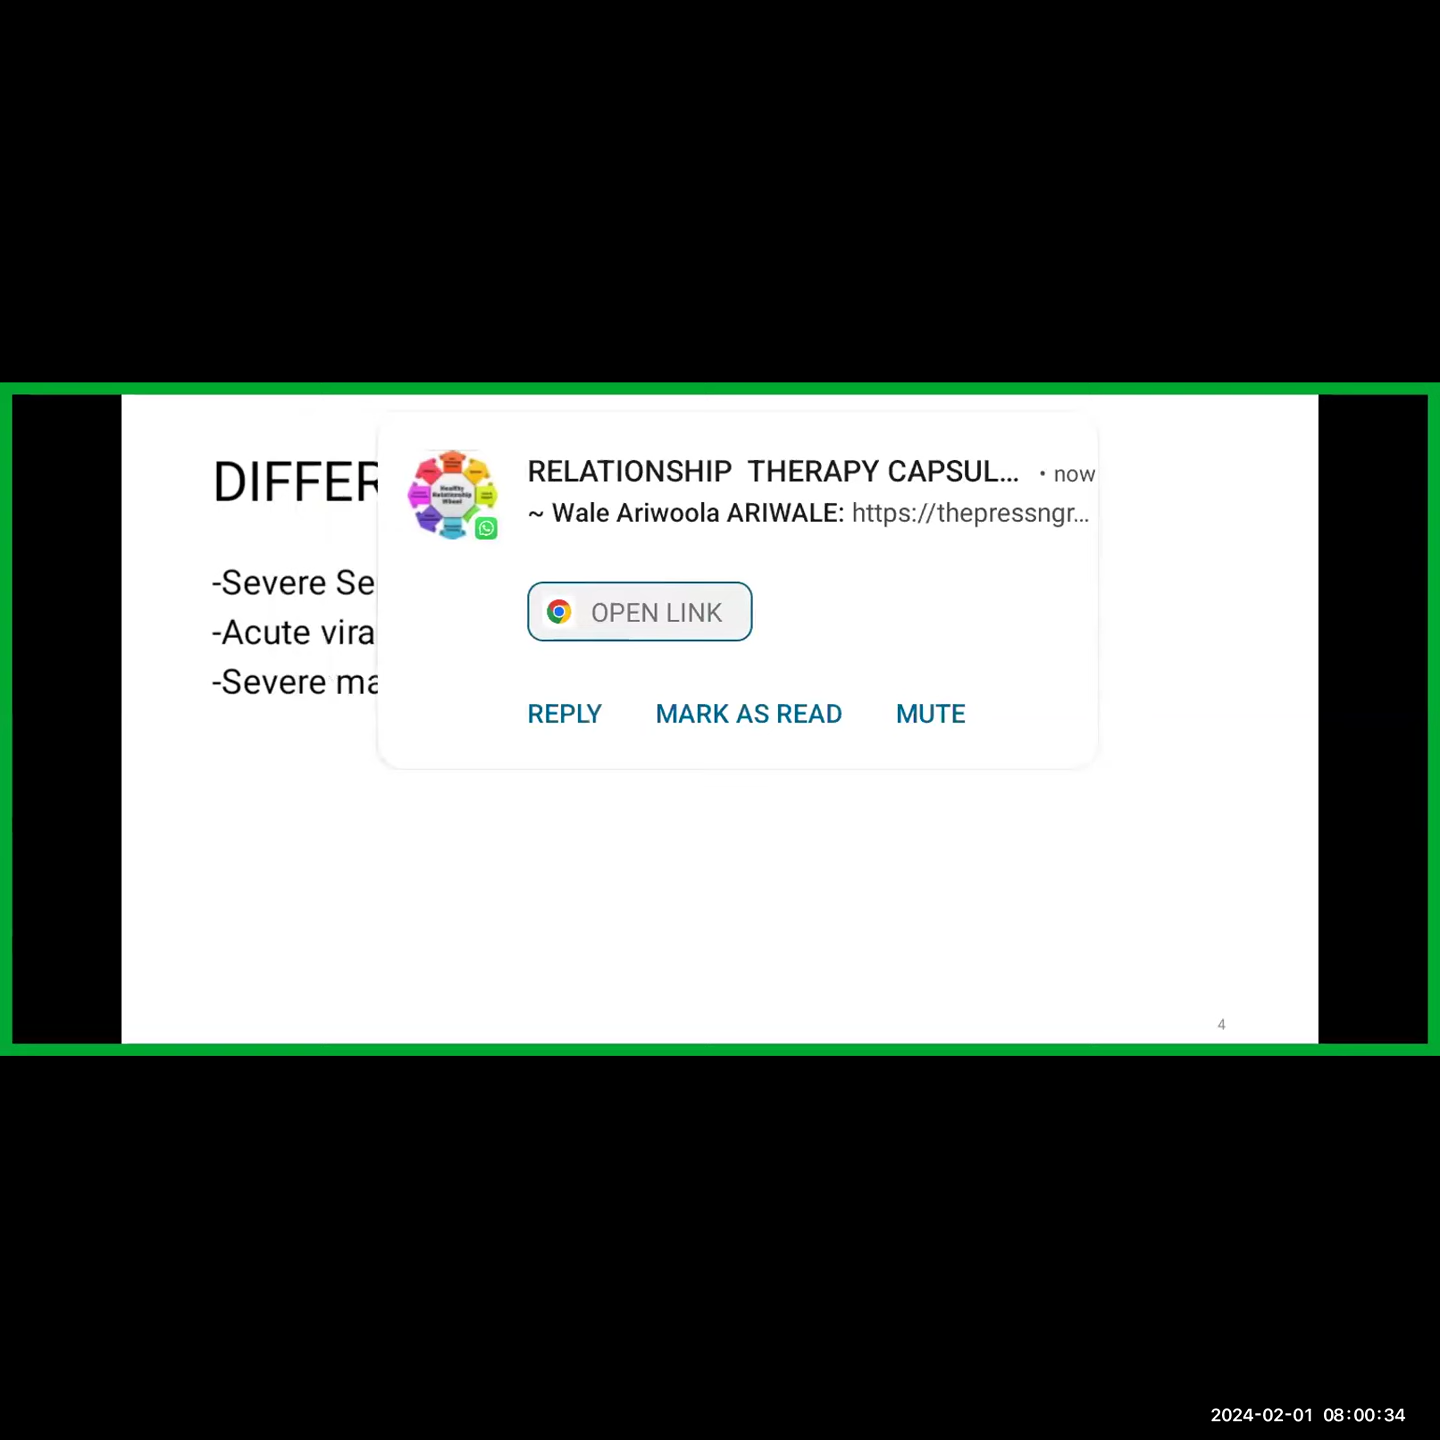 DIFFER
RELATIONSHIP THERAPY CAPSUL... • now
~ Wale Ariwoola ARIWALE: https://thepressngr...
-Severe Se
OPEN LINK
-Acute vira
-Severe ma
REPLY MARK AS READ MUTE
4
2024-02-01 08:00:34